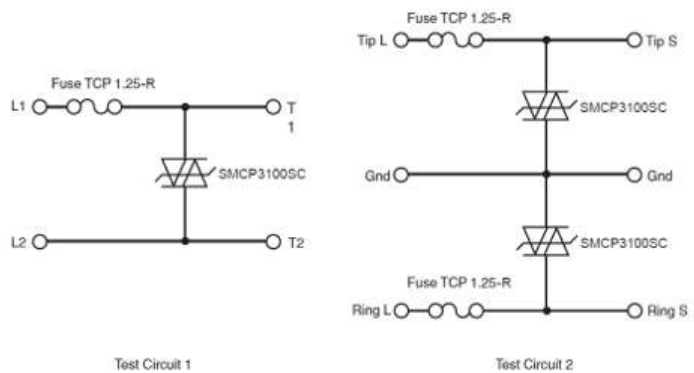 Fuse TCP 1.25-R
L1
T
1
SMCP3100SC
L2
T2
Test Circuit 1
Fuse TCP 1.25-R
Tip L
Tip S
SMCP3100SC
Gnd
Gnd
SMCP3100SC
Fuse TCP 1.25-R
Ring L
Ring S
Test Circuit 2